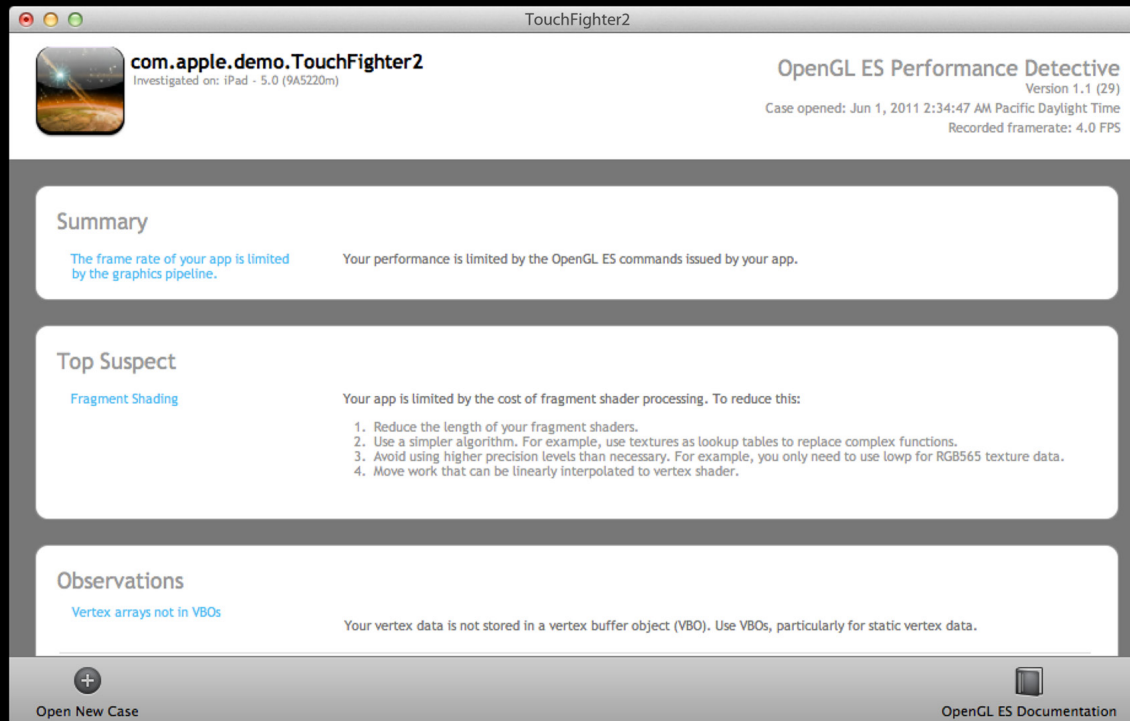 TouchFighter2
com.apple.demo.TouchFighter2
Investigated on: iPad - 5.0 (9A5220m)
OpenGL ES Performance Detective
Version 1.1 (29)
Case opened: Jun 1, 2011 2:34:47 AM Pacific Daylight Time
Recorded framerate: 4.0 FPS
Summary
The frame rate of your app is limited
by the graphics pipeline.
Your performance is limited by the OpenGL ES commands issued by your app.
Top Suspect
Fragment Shading
Your app is limited by the cost of fragment shader processing. To reduce this:
1. Reduce the length of your fragment shaders.
2. Use a simpler algorithm. For example, use textures as lookup tables to replace complex functions.
3. Avoid using higher precision levels than necessary. For example, you only need to use lowp for RGB565 texture data.
4. Move work that can be linearly interpolated to vertex shader.
Observations
Vertex arrays not in VBOs
Your vertex data is not stored in a vertex buffer object (VBO). Use VBOs, particularly for static vertex data.
Open New Case
OpenGL ES Documentation